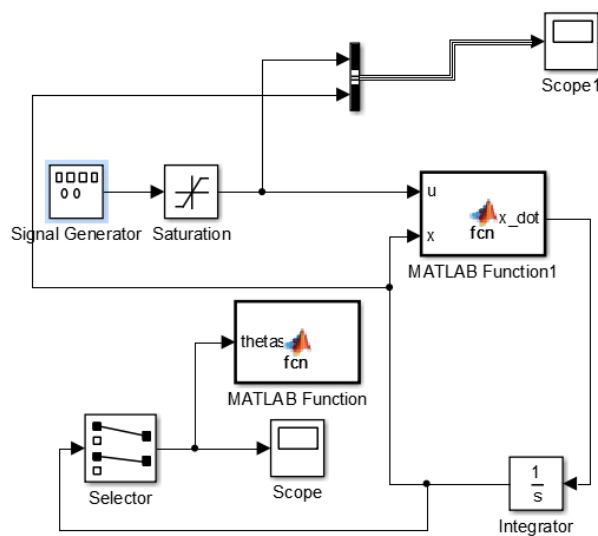 Scope1
u
x
x_dot
fcn
MATLAB Function1
Signal Generator
Saturation
thetas
fcn
MATLAB Function
Selector
Scope
1
s
Integrator